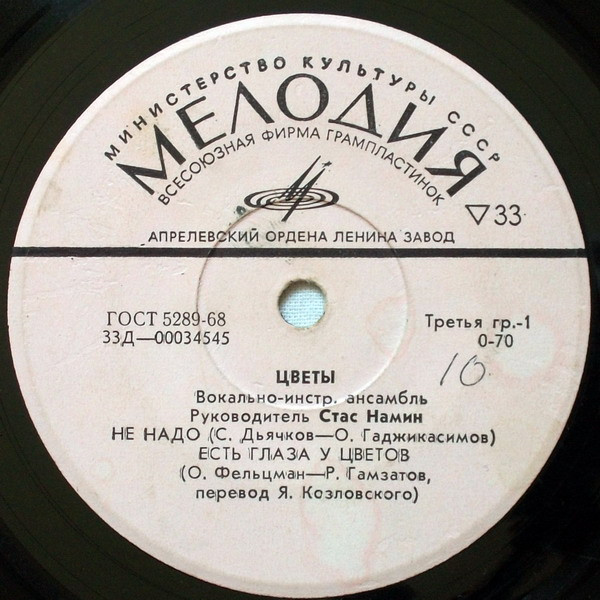 МИНИСТЕРСТВО КУЛЬТУРЫ СССР
МЕЛОДИЯ
ВСЕСОЮЗНАЯ ФИРМА ГРАМПЛАСТИНОК
▽33
АПРЕЛЕВСКИЙ ОРДЕНА ЛЕНИНА ЗАВОД
ГОСТ 5289-68
33Д—00034545
Третья гр.-1
0-70
10
ЦВЕТЫ
Вокально-инстр. ансамбль
Руководитель Стас Намин
НЕ НАДО (С. Дьячков—О. Гаджикасимов)
ЕСТЬ ГЛАЗА У ЦВЕТОВ
(О. Фельцман—Р. Гамзатов,
перевод Я. Козловского)